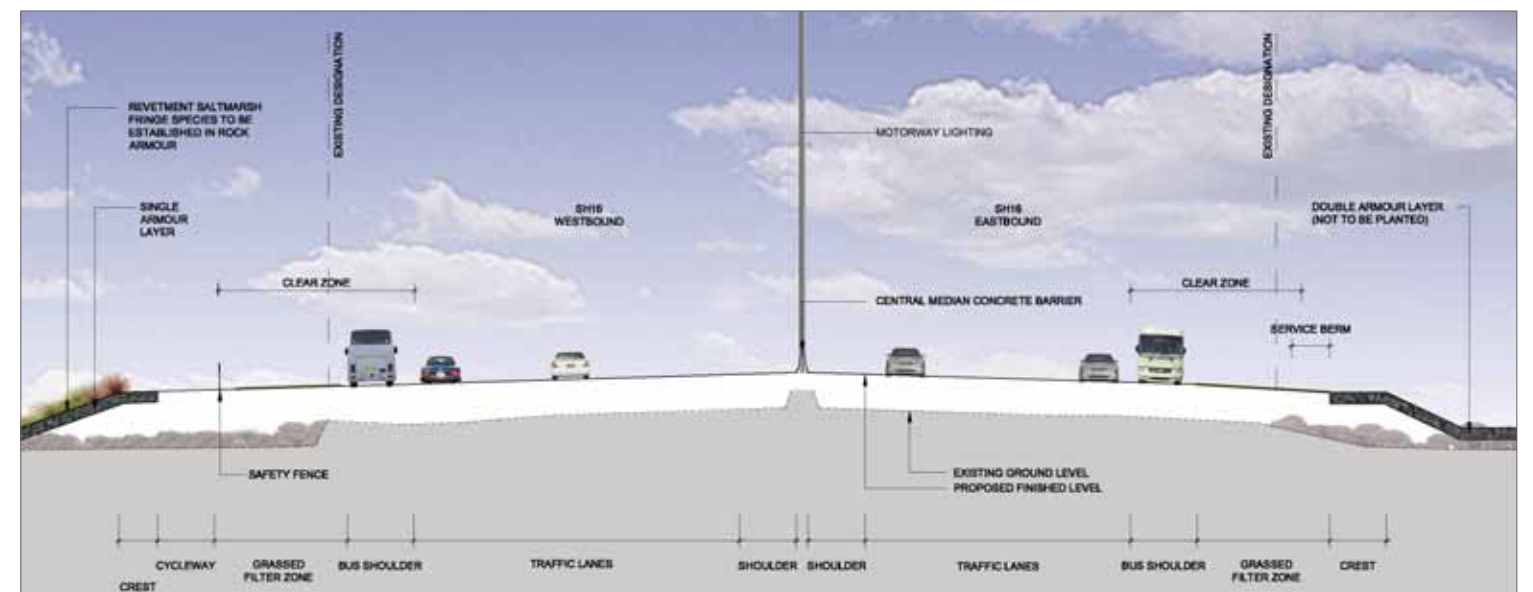 REVETMENT SALTMARSH
FRINGE SPECIES TO BE
ESTABLISHED IN ROCK
ARMOUR
EXISTING DESIGNATION
MOTORWAY LIGHTING
EXISTING DESIGNATION
SINGLE
ARMOUR
LAYER
SH16
WESTBOUND
SH16
EASTBOUND
DOUBLE ARMOUR LAYER
(NOT TO BE PLANTED)
CLEAR ZONE
CLEAR ZONE
CENTRAL MEDIAN CONCRETE BARRIER
SERVICE BERM
SAFETY FENCE
EXISTING GROUND LEVEL
PROPOSED FINISHED LEVEL
CREST
CYCLEWAY
GRASSED
FILTER ZONE
BUS SHOULDER
TRAFFIC LANES
SHOULDER
SHOULDER
TRAFFIC LANES
BUS SHOULDER
GRASSED
FILTER ZONE
CREST